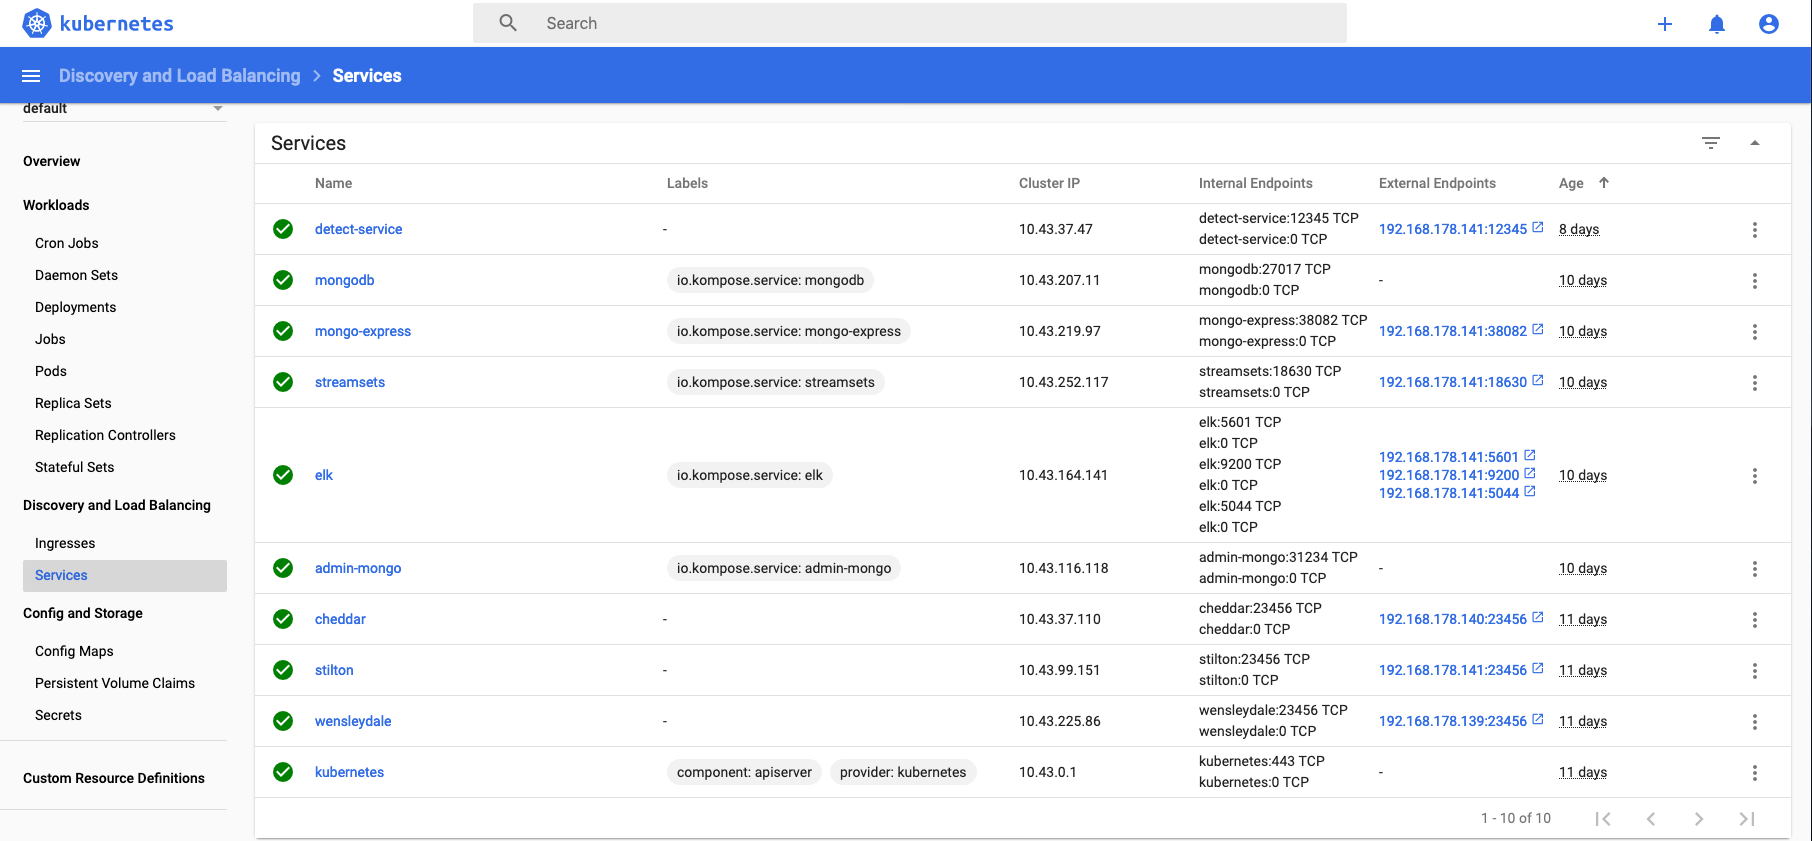 kubernetes
Search
Discovery and Load Balancing > Services
default
Overview
Workloads
Cron Jobs
Daemon Sets
Deployments
Jobs
Pods
Replica Sets
Replication Controllers
Stateful Sets
Discovery and Load Balancing
Ingresses
Services
Config and Storage
Config Maps
Persistent Volume Claims
Secrets
Custom Resource Definitions
Services
Name Labels Cluster IP Internal Endpoints External Endpoints Age
detect-service - 10.43.37.47 detect-service:12345 TCP 192.168.178.141:12345 8 days
detect-service:0 TCP
mongodb io.kompose.service: mongodb 10.43.207.11 mongodb:27017 TCP - 10 days
mongodb:0 TCP
mongo-express io.kompose.service: mongo-express 10.43.219.97 mongo-express:38082 TCP 192.168.178.141:38082 10 days
mongo-express:0 TCP
streamsets io.kompose.service: streamsets 10.43.252.117 streamsets:18630 TCP 192.168.178.141:18630 10 days
streamsets:0 TCP
elk io.kompose.service: elk 10.43.164.141 elk:5601 TCP 192.168.178.141:5601 10 days
elk:0 TCP
elk:9200 TCP 192.168.178.141:9200
elk:0 TCP
elk:5044 TCP 192.168.178.141:5044
elk:0 TCP
admin-mongo io.kompose.service: admin-mongo 10.43.116.118 admin-mongo:31234 TCP - 10 days
admin-mongo:0 TCP
cheddar - 10.43.37.110 cheddar:23456 TCP 192.168.178.140:23456 11 days
cheddar:0 TCP
stilton - 10.43.99.151 stilton:23456 TCP 192.168.178.141:23456 11 days
stilton:0 TCP
wensleydale - 10.43.225.86 wensleydale:23456 TCP 192.168.178.139:23456 11 days
wensleydale:0 TCP
kubernetes component: apiserver provider: kubernetes 10.43.0.1 kubernetes:443 TCP - 11 days
kubernetes:0 TCP
1 - 10 of 10